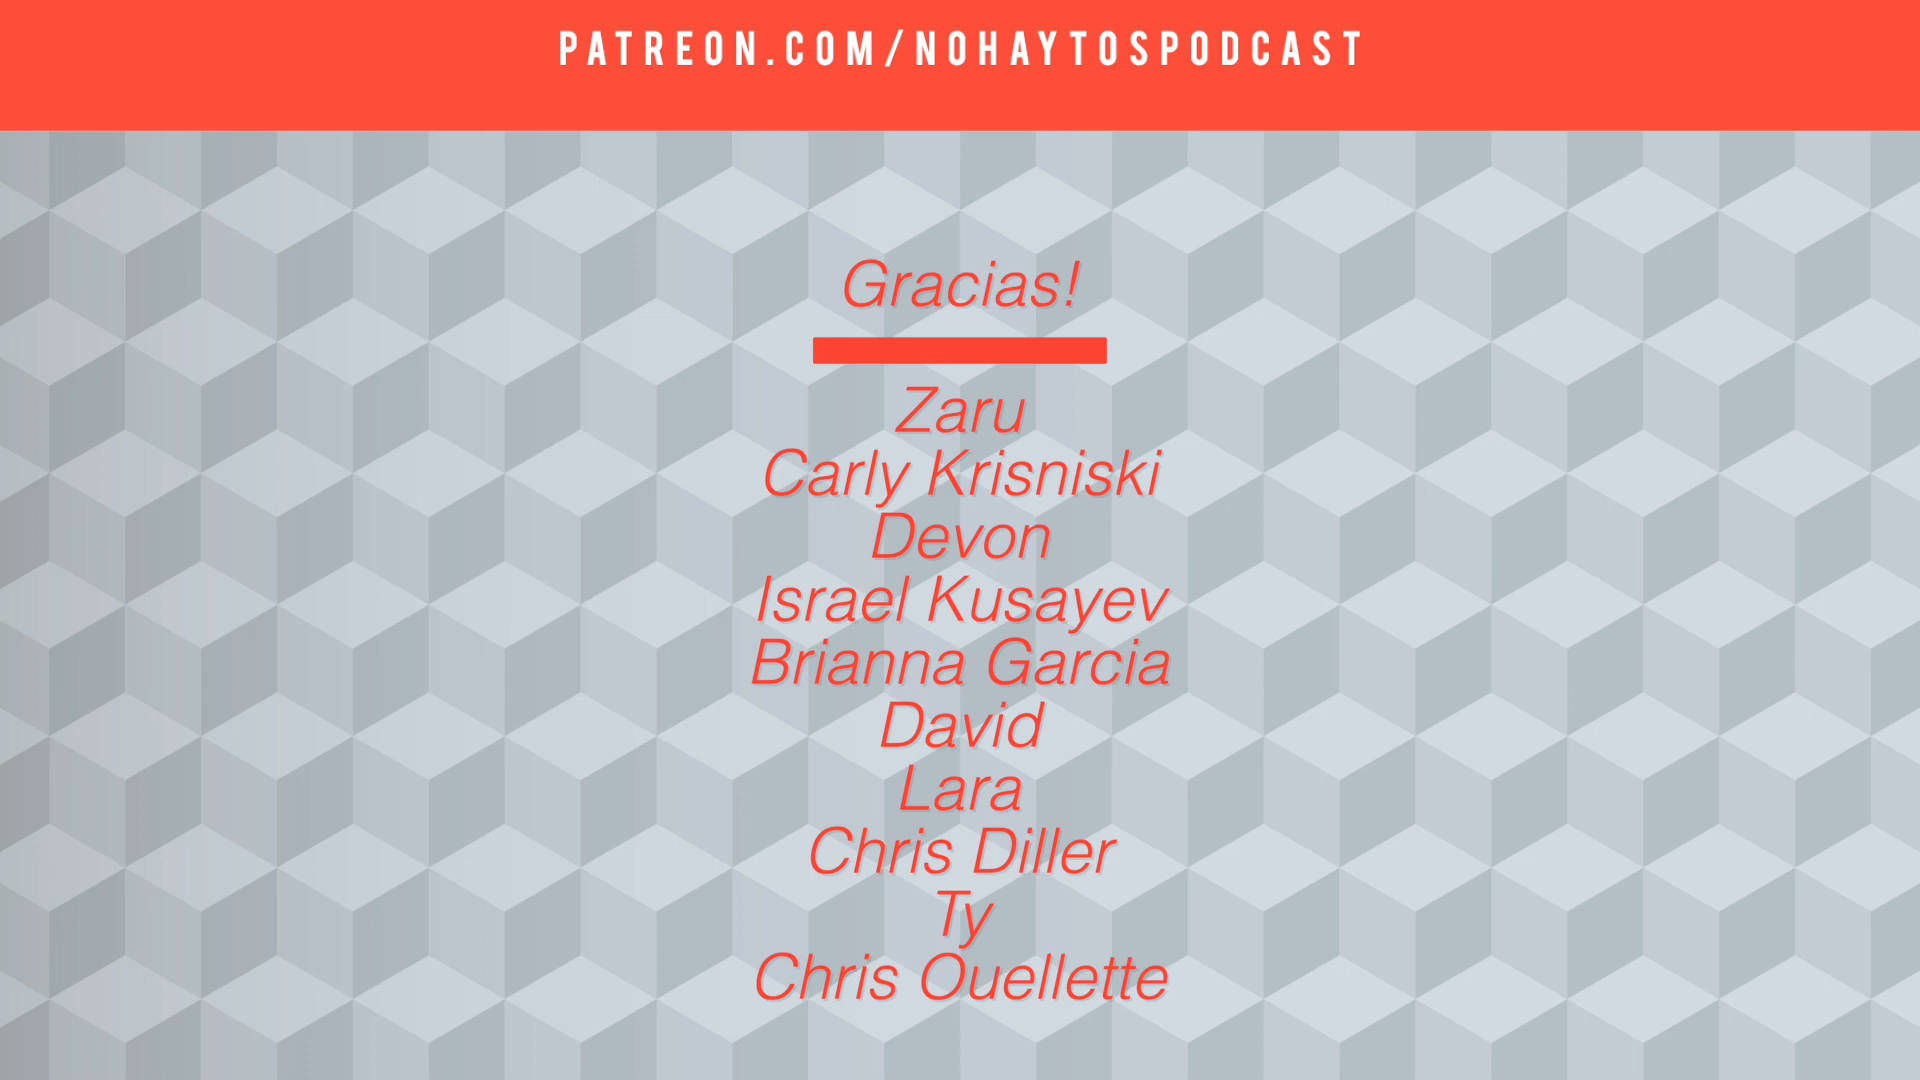 PATREON.COM/NOHAYTOSPODCAST
Gracias!
Zaru
Carly Krisniski
Devon
Israel Kusayev
Brianna Garcia
David
Lara
Chris Diller
Ty
Chris Ouellette